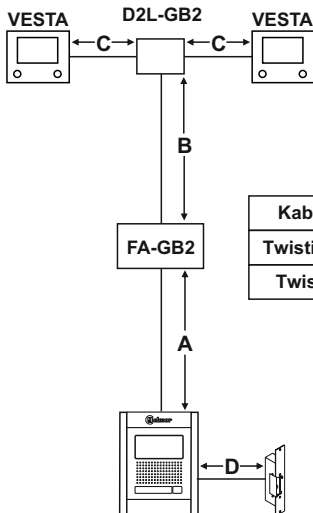 D2L-GB2
VESTA
VESTA
C
C
B
FA-GB2
Kab
Twisti
Twis
A
D